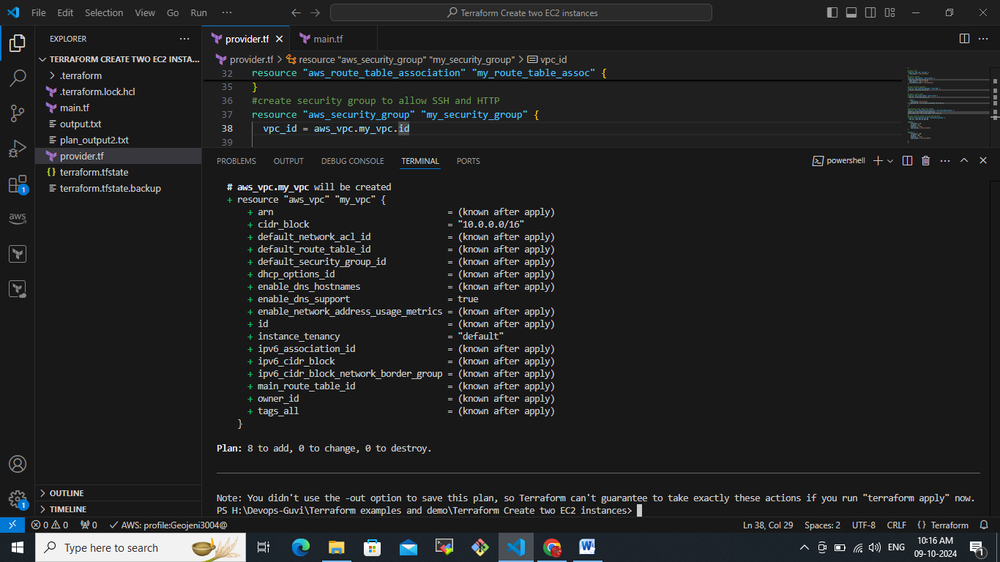 File Edit Selection View Go Run ···
Terraform Create two EC2 instances
EXPLORER ···
TERRAFORM CREATE TWO EC2 INSTA...
.terraform
.terraform.lock.hcl
main.tf
output.txt
plan_output2.txt
provider.tf
terraform.tfstate
terraform.tfstate.backup
OUTLINE
TIMELINE
1
aws
1
provider.tf main.tf
provider.tf > resource "aws_security_group" "my_security_group" > vpc_id
32 resource "aws_route_table_association" "my_route_table_assoc" {
35 }
36 #create security group to allow SSH and HTTP
37 resource "aws_security_group" "my_security_group" {
38 vpc_id = aws_vpc.my_vpc.id
39
PROBLEMS OUTPUT DEBUG CONSOLE TERMINAL PORTS powershell
# aws_vpc.my_vpc will be created
+ resource "aws_vpc" "my_vpc" {
+ arn = (known after apply)
+ cidr_block = "10.0.0.0/16"
+ default_network_acl_id = (known after apply)
+ default_route_table_id = (known after apply)
+ default_security_group_id = (known after apply)
+ dhcp_options_id = (known after apply)
+ enable_dns_hostnames = (known after apply)
+ enable_dns_support = true
+ enable_network_address_usage_metrics = (known after apply)
+ id = (known after apply)
+ instance_tenancy = "default"
+ ipv6_association_id = (known after apply)
+ ipv6_cidr_block = (known after apply)
+ ipv6_cidr_block_network_border_group = (known after apply)
+ main_route_table_id = (known after apply)
+ owner_id = (known after apply)
+ tags_all = (known after apply)
}
Plan: 8 to add, 0 to change, 0 to destroy.
Note: You didn't use the -out option to save this plan, so Terraform can't guarantee to take exactly these actions if you run "terraform apply" now.
PS H:\Devops-Guvi\Terraform examples and demo\Terraform Create two EC2 instances>
0 0 0 AWS: profile:Geojeni3004@ Ln 38, Col 29 Spaces: 2 UTF-8 CRLF {} Terraform
Type here to search
ENG
10:16 AM
09-10-2024
1